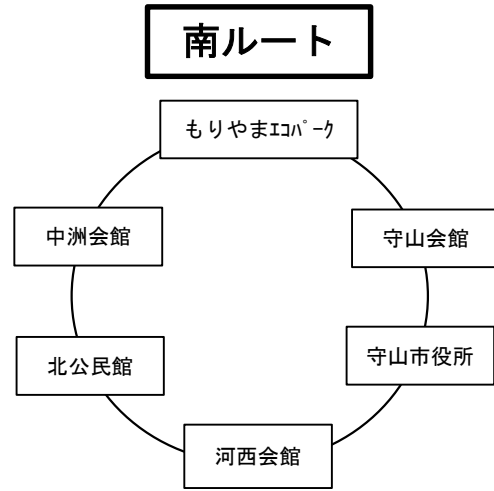 南ルート
もりやまｴｺﾊﾟｰｸ
中洲会館
守山会館
北公民館
守山市役所
河西会館